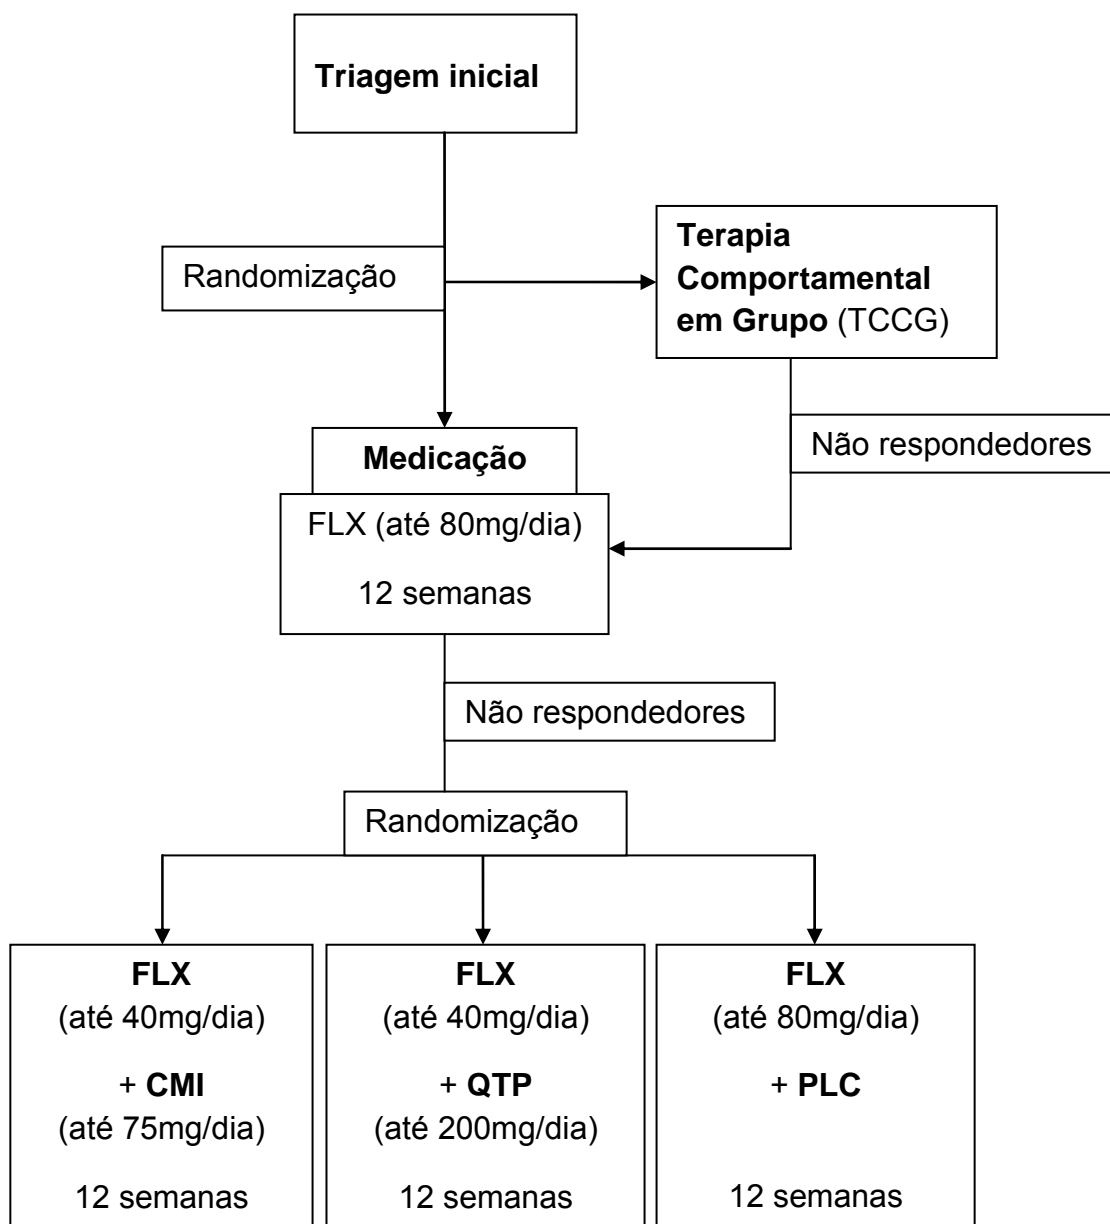 Triagem inicial
Randomização
Terapia
Comportamental
em Grupo (TCCG)
Não respondedores
Medicação
FLX (até 80mg/dia)
12 semanas
Não respondedores
Randomização
FLX
(até 40mg/dia)
+ CMI
(até 75mg/dia)
12 semanas
FLX
(até 40mg/dia)
+ QTP
(até 200mg/dia)
12 semanas
FLX
(até 80mg/dia)
+ PLC
12 semanas